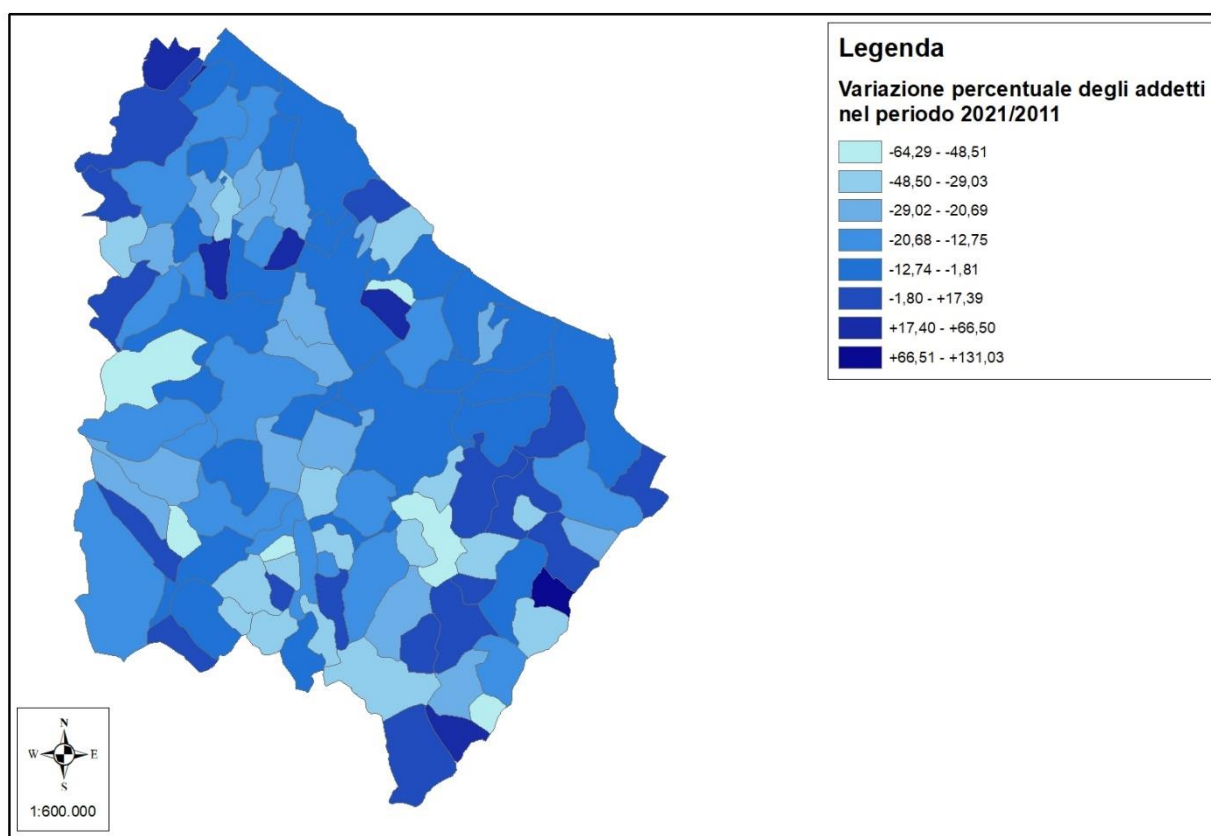 Legenda
Variazione percentuale degli addetti
nel periodo 2021/2011
-64,29 - -48,51
-48,50 - -29,03
-29,02 - -20,69
-20,68 - -12,75
-12,74 - -1,81
-1,80 - +17,39
+17,40 - +66,50
+66,51 - +131,03
N
W E
S
1:600.000